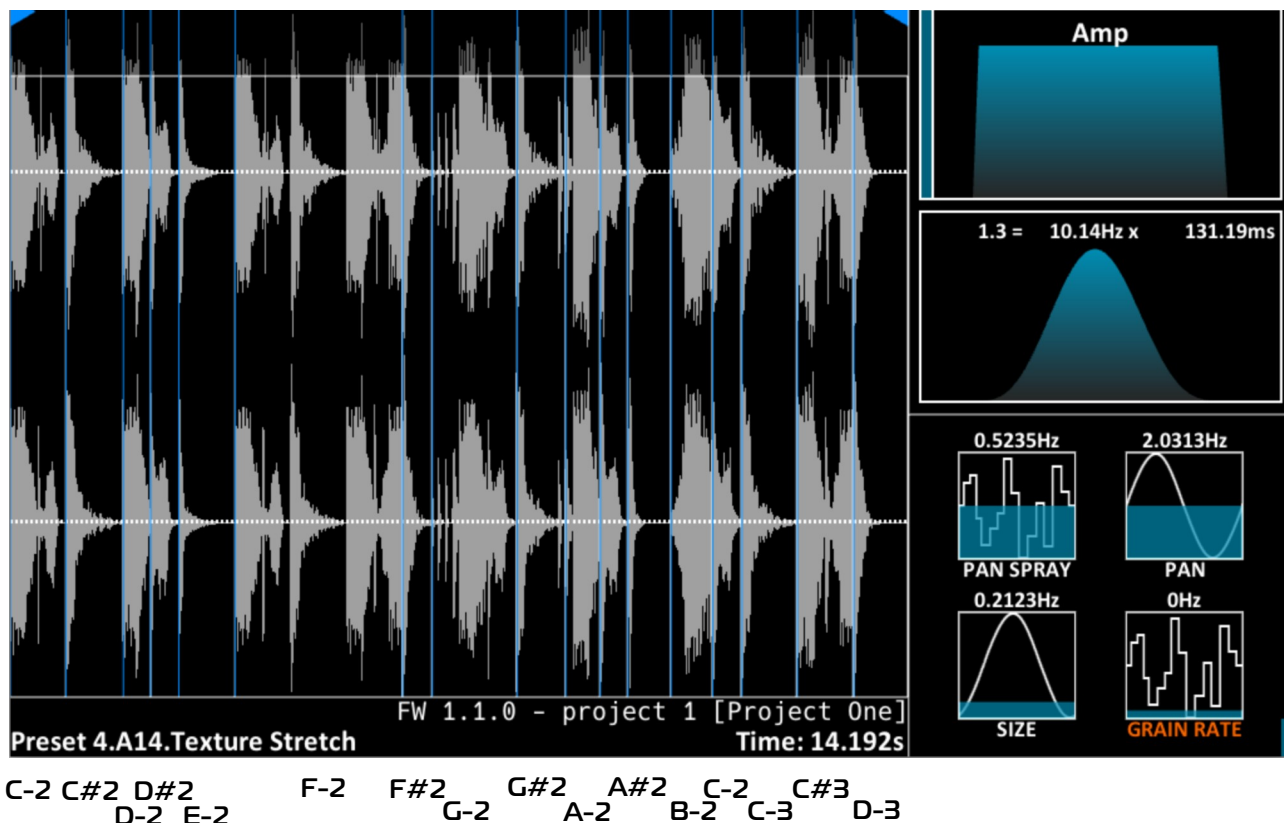 Amp
1.3 = 10.14Hz x 131.19ms
0.5235Hz 2.0313Hz
PAN SPRAY PAN
0.2123Hz 0Hz
SIZE GRAIN RATE
FW 1.1.0 – project 1 [Project One]
Preset 4.A14.Texture Stretch Time: 14.192s
C-2 C#2 D#2 F-2 F#2 G#2 A#2 C-2 C#3
D-2 E-2 G-2 A-2 B-2 C-3 D-3